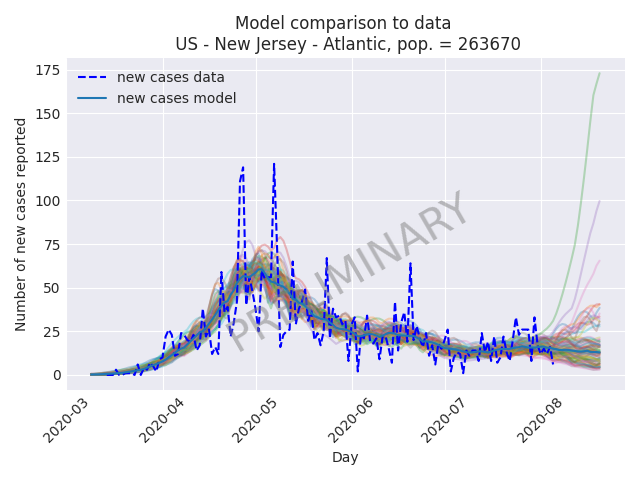 Model comparison to data
US - New Jersey - Atlantic, pop. = 263670
new cases data
new cases model
PRELIMINARY
Number of new cases reported
175
150
125
100
75
50
25
0
2020-03
2020-04
2020-05
2020-06
2020-07
2020-08
Day